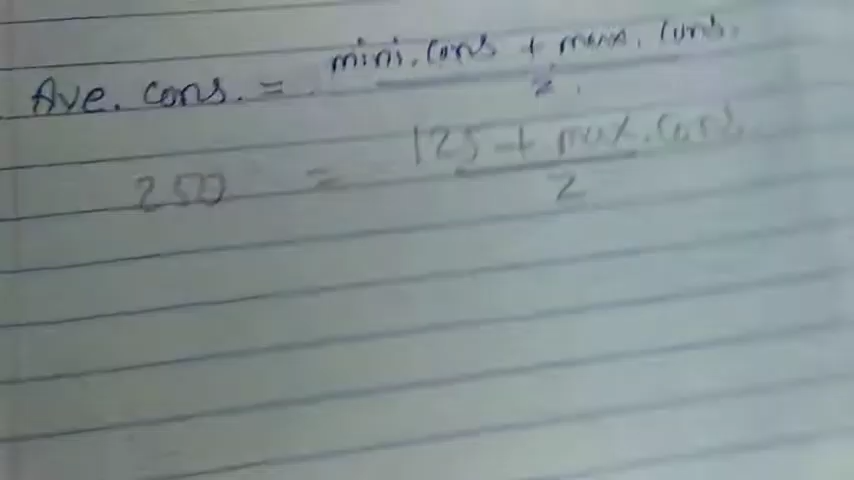 Ave. cons. = mini. cons + max. cons.
2.
250 = 125 + max. cons.
2